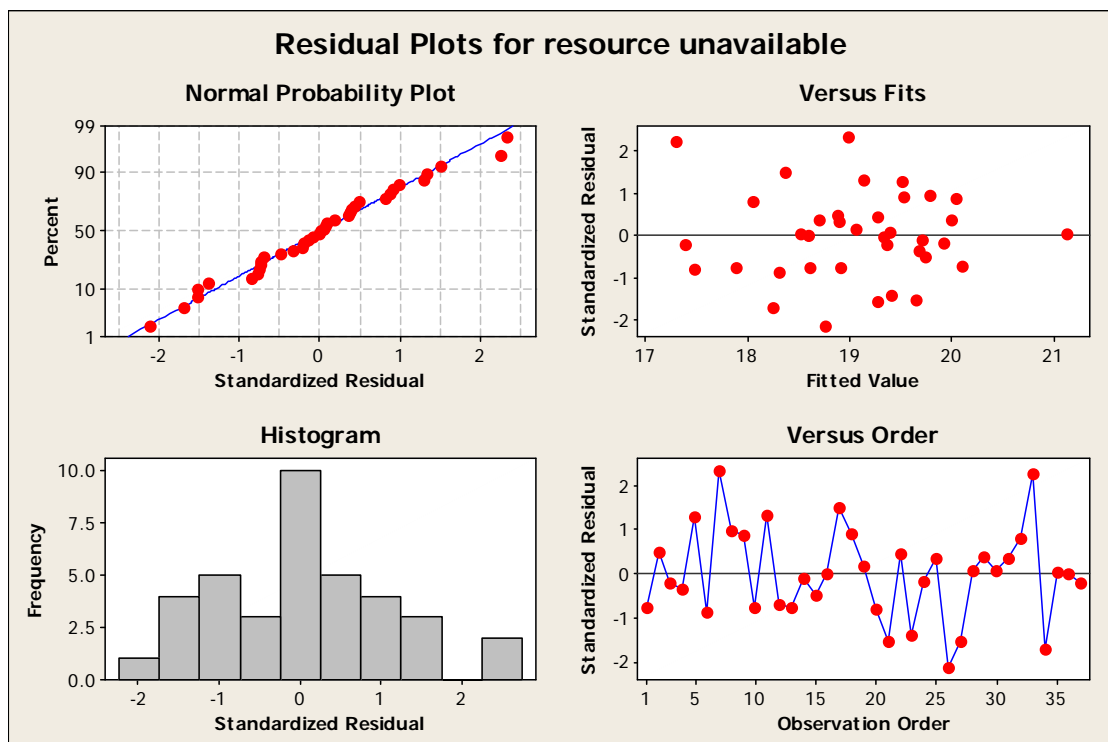 Residual Plots for resource unavailable
Normal Probability Plot
Percent
99
90
50
10
1
-2 -1 0 1 2
Standardized Residual
Versus Fits
Standardized Residual
2
1
0
-1
-2
17 18 19 20 21
Fitted Value
Histogram
Frequency
10.0
7.5
5.0
2.5
0.0
-2 -1 0 1 2
Standardized Residual
Versus Order
Standardized Residual
2
1
0
-1
-2
1 5 10 15 20 25 30 35
Observation Order